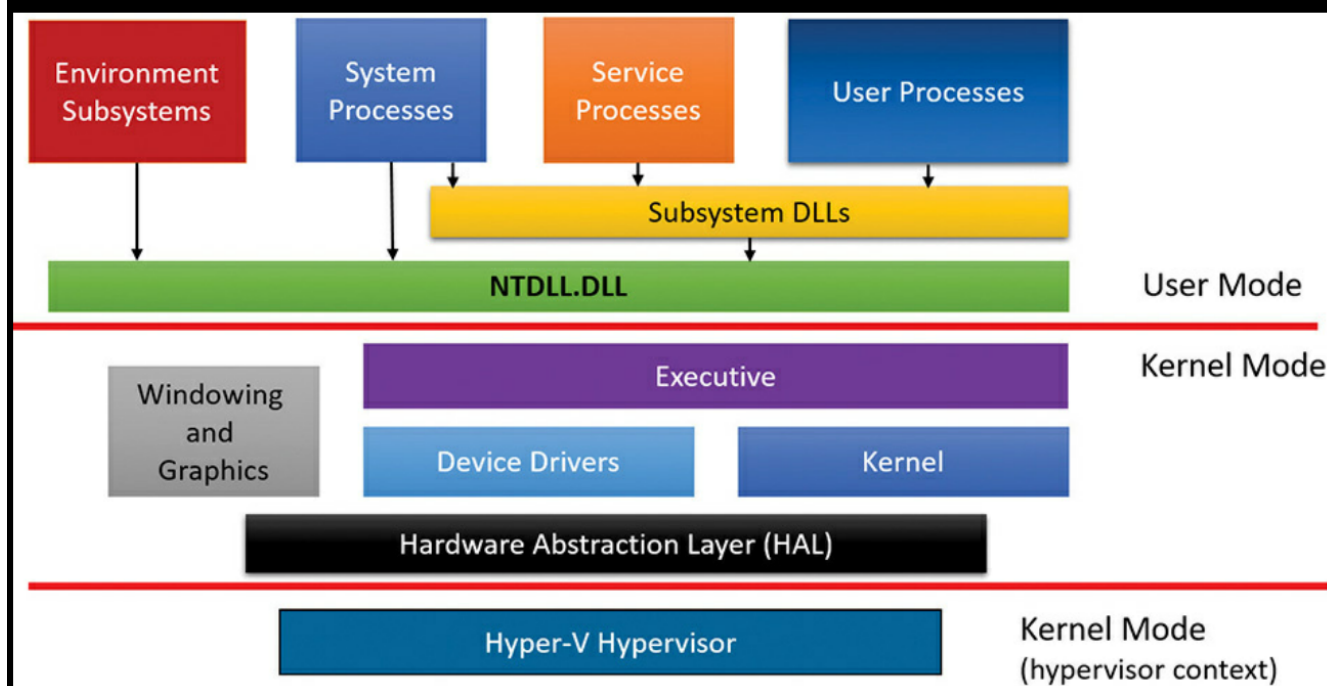 Environment
Subsystems
System
Processes
Service
Processes
User Processes
Subsystem DLLs
NTDLL.DLL
User Mode
Kernel Mode
Executive
Windowing
and
Graphics
Device Drivers
Kernel
Hardware Abstraction Layer (HAL)
Hyper-V Hypervisor
Kernel Mode
(hypervisor context)